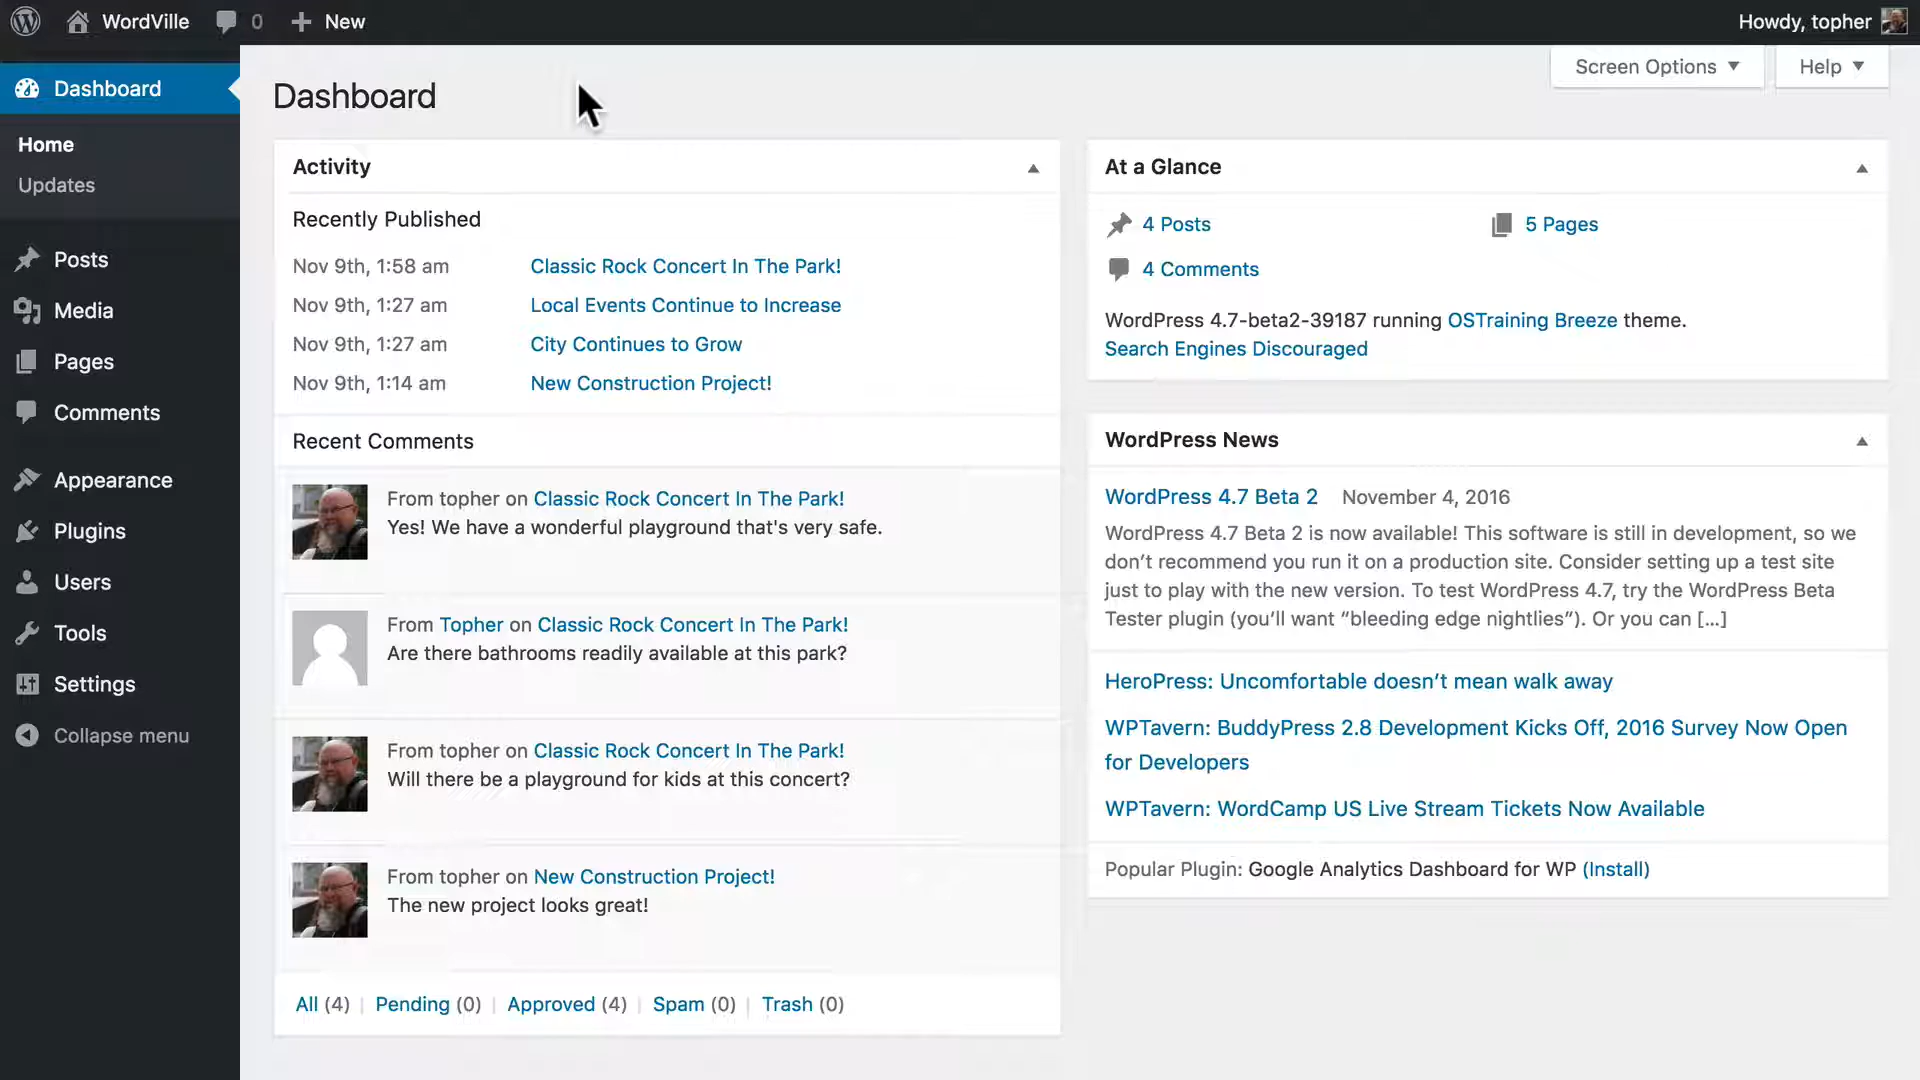 WordVille 0 New Howdy, topher
Dashboard
Home
Updates
Posts
Media
Pages
Comments
Appearance
Plugins
Users
Tools
Settings
Collapse menu
Screen Options Help
Dashboard
Activity
Recently Published
Nov 9th, 1:58 am Classic Rock Concert In The Park!
Nov 9th, 1:27 am Local Events Continue to Increase
Nov 9th, 1:27 am City Continues to Grow
Nov 9th, 1:14 am New Construction Project!
Recent Comments
From topher on Classic Rock Concert In The Park!
Yes! We have a wonderful playground that's very safe.
From Topher on Classic Rock Concert In The Park!
Are there bathrooms readily available at this park?
From topher on Classic Rock Concert In The Park!
Will there be a playground for kids at this concert?
From topher on New Construction Project!
The new project looks great!
All (4) | Pending (0) | Approved (4) | Spam (0) | Trash (0)
At a Glance
4 Posts 5 Pages
4 Comments
WordPress 4.7-beta2-39187 running OSTraining Breeze theme.
Search Engines Discouraged
WordPress News
WordPress 4.7 Beta 2 November 4, 2016
WordPress 4.7 Beta 2 is now available! This software is still in development, so we
don’t recommend you run it on a production site. Consider setting up a test site
just to play with the new version. To test WordPress 4.7, try the WordPress Beta
Tester plugin (you’ll want “bleeding edge nightlies”). Or you can […]
HeroPress: Uncomfortable doesn’t mean walk away
WPTavern: BuddyPress 2.8 Development Kicks Off, 2016 Survey Now Open
for Developers
WPTavern: WordCamp US Live Stream Tickets Now Available
Popular Plugin: Google Analytics Dashboard for WP (Install)